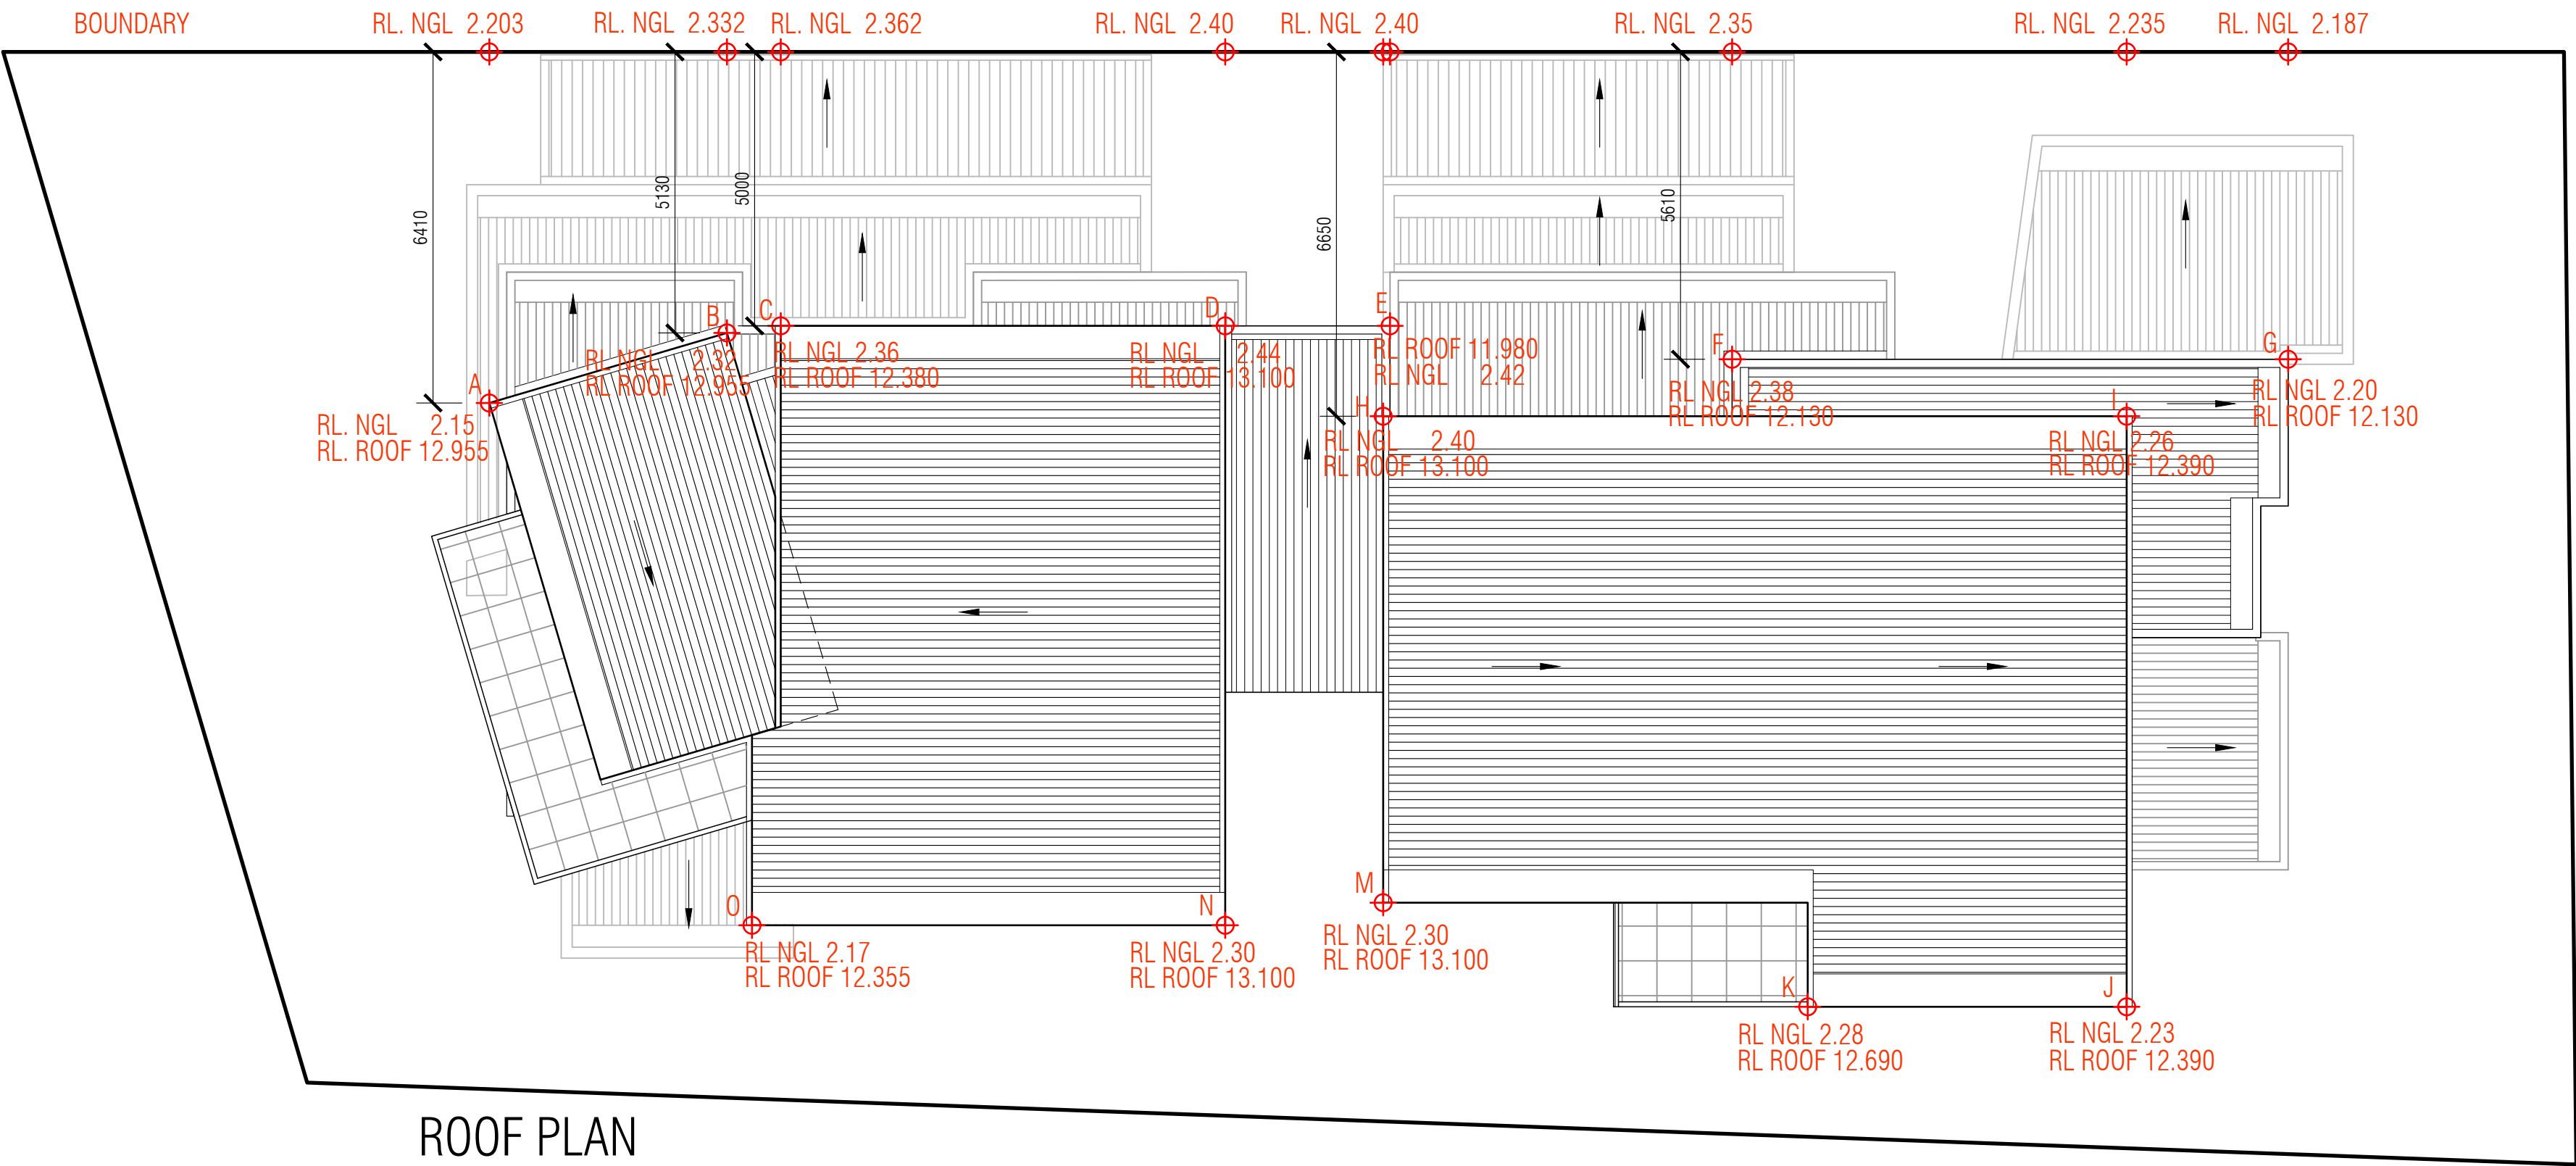 BOUNDARY
RL. NGL 2.203
RL. NGL 2.332
RL. NGL 2.362
RL. NGL 2.40
RL. NGL 2.40
RL. NGL 2.35
RL. NGL 2.235
RL. NGL 2.187
6410
5130
5000
6650
5610
A
RL. NGL 2.15
RL. ROOF 12.955
B
RL NGL 2.32
RL ROOF 12.955
C
RL NGL 2.36
RL ROOF 12.380
D
RL NGL 2.44
RL ROOF 13.100
E
RL ROOF 11.980
RL NGL 2.42
F
RL NGL 2.38
RL ROOF 12.130
G
RL NGL 2.20
RL ROOF 12.130
H
RL NGL 2.40
RL ROOF 13.100
I
RL NGL 2.26
RL ROOF 12.390
O
RL NGL 2.17
RL ROOF 12.355
N
RL NGL 2.30
RL ROOF 13.100
M
RL NGL 2.30
RL ROOF 13.100
K
RL NGL 2.28
RL ROOF 12.690
J
RL NGL 2.23
RL ROOF 12.390
ROOF PLAN